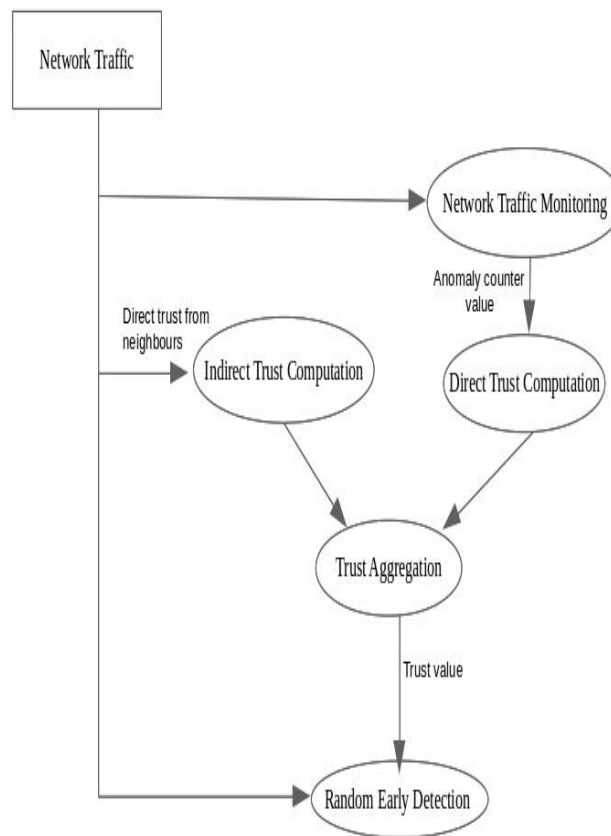 Network Traffic
Network Traffic Monitoring
Anomaly counter
value
Direct trust from
neighbours
Indirect Trust Computation
Direct Trust Computation
Trust Aggregation
Trust value
Random Early Detection